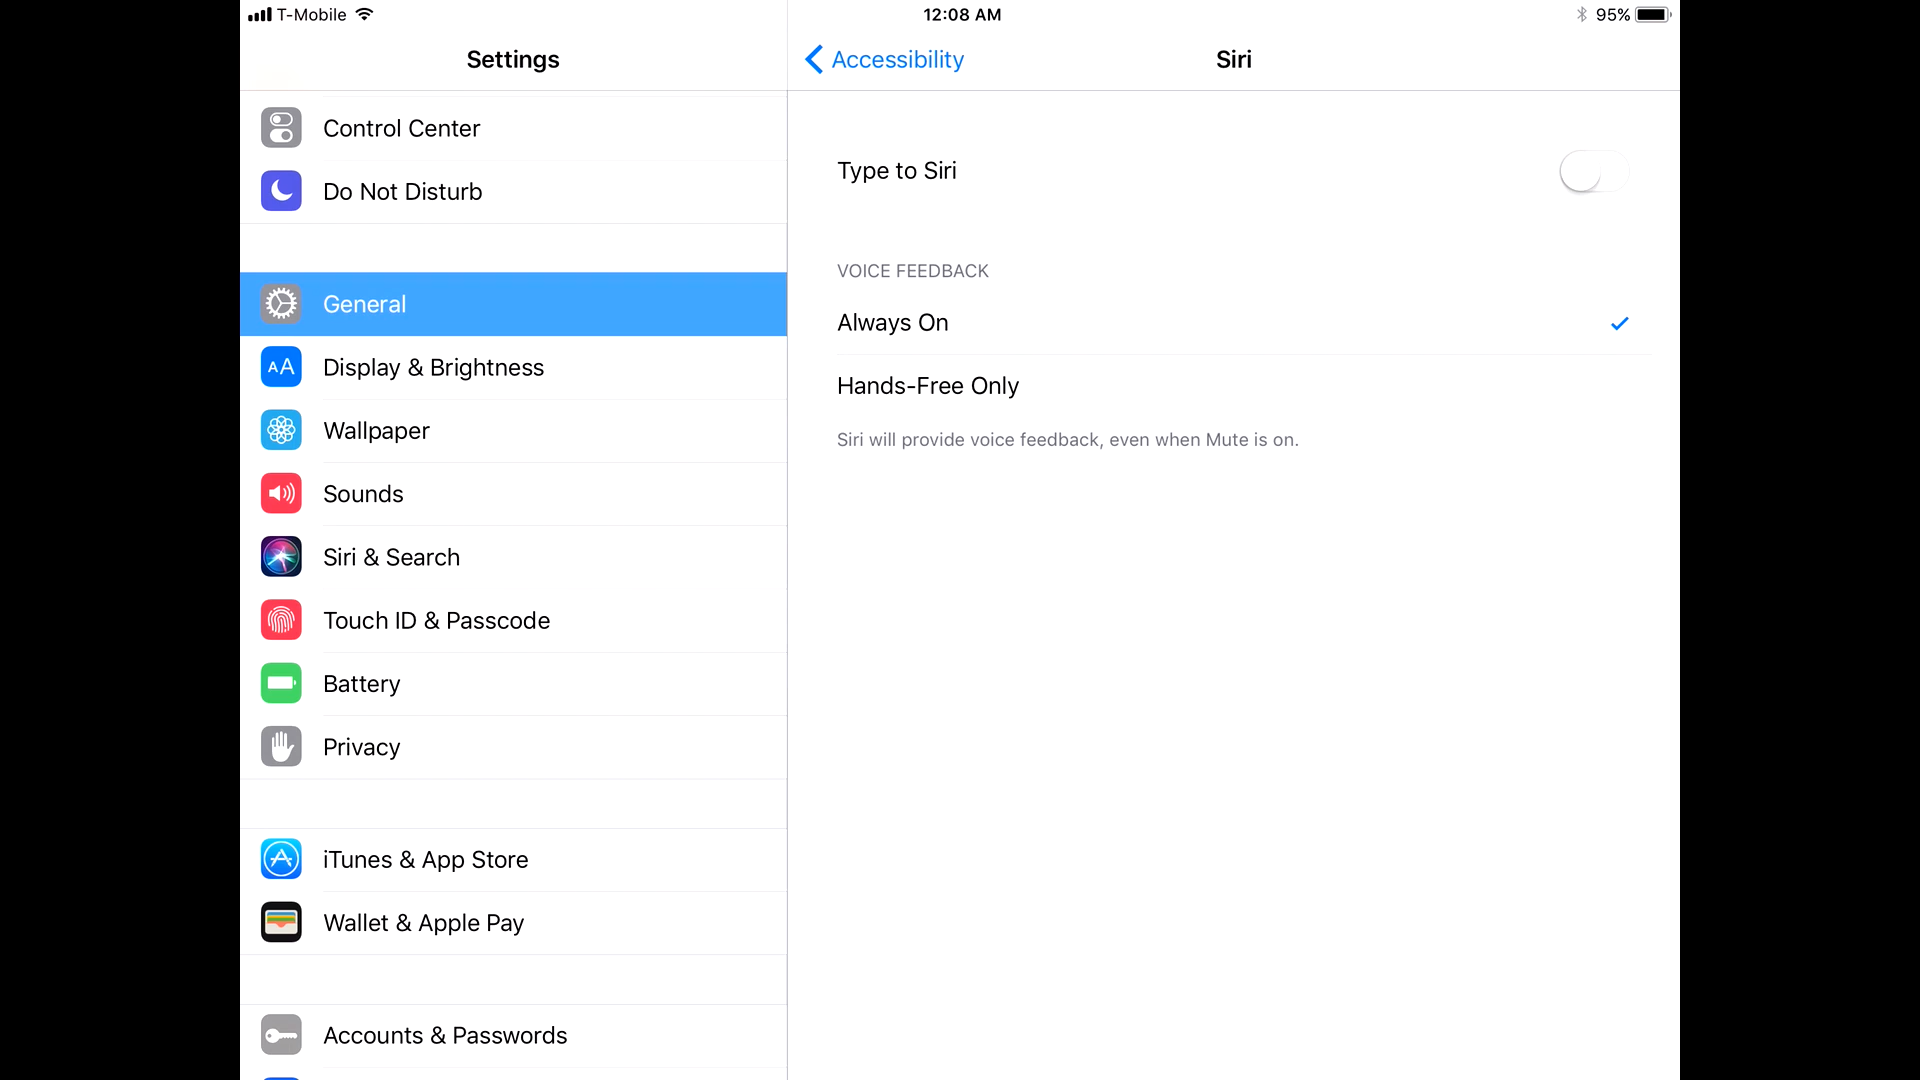 T-Mobile
12:08 AM
95%
Settings
Accessibility
Siri
Control Center
Do Not Disturb
General
AA Display & Brightness
Wallpaper
Sounds
Siri & Search
Touch ID & Passcode
Battery
Privacy
iTunes & App Store
Wallet & Apple Pay
Accounts & Passwords
Type to Siri
VOICE FEEDBACK
Always On
Hands-Free Only
Siri will provide voice feedback, even when Mute is on.